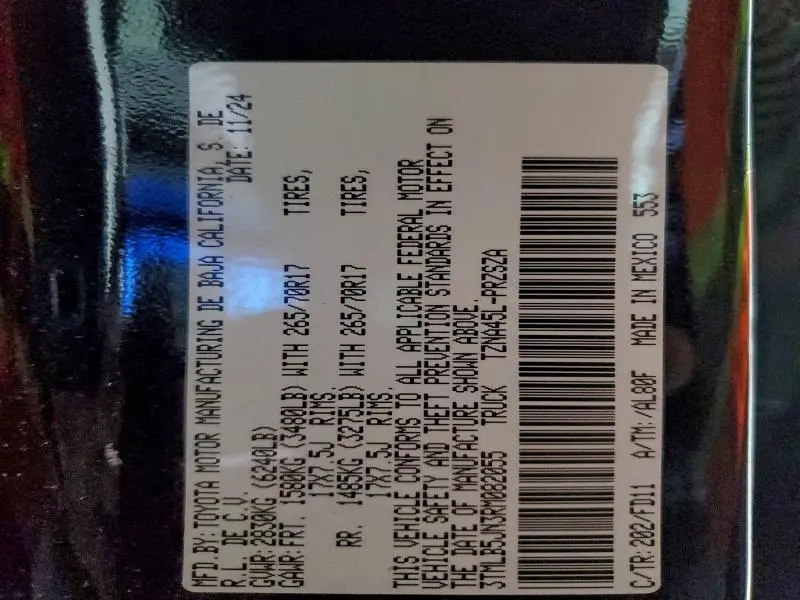 MFD.BY: TOYOTA MOTOR MANUFACTURING DE BAJA CALIFORNIA, S. DE
R.L. DE C.V. DATE: 11/24
GVWR: 2830KG (6240LB)
GAWR: FRT. 1580KG (3480LB) WITH 265/70R17 TIRES,
17X7.5J RIMS,
RR. 1485KG (3275LB) WITH 265/70R17 TIRES,
17X7.5J RIMS.
THIS VEHICLE CONFORMS TO ALL APPLICABLE FEDERAL MOTOR
VEHICLE SAFETY AND THEFT PREVENTION STANDARDS IN EFFECT ON
THE DATE OF MANUFACTURE SHOWN ABOVE.
3TMLB5JN3RM082055 TRUCK TZNA45L-PRZSZA
C/TR: 202/FD11 A/TM: /AL80F MADE IN MEXICO 553